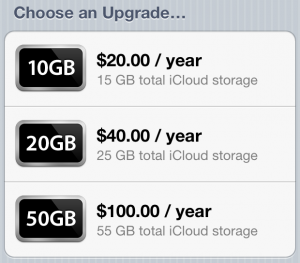 Choose an Upgrade...
10GB
$20.00 / year
15 GB total iCloud storage
20GB
$40.00 / year
25 GB total iCloud storage
50GB
$100.00 / year
55 GB total iCloud storage